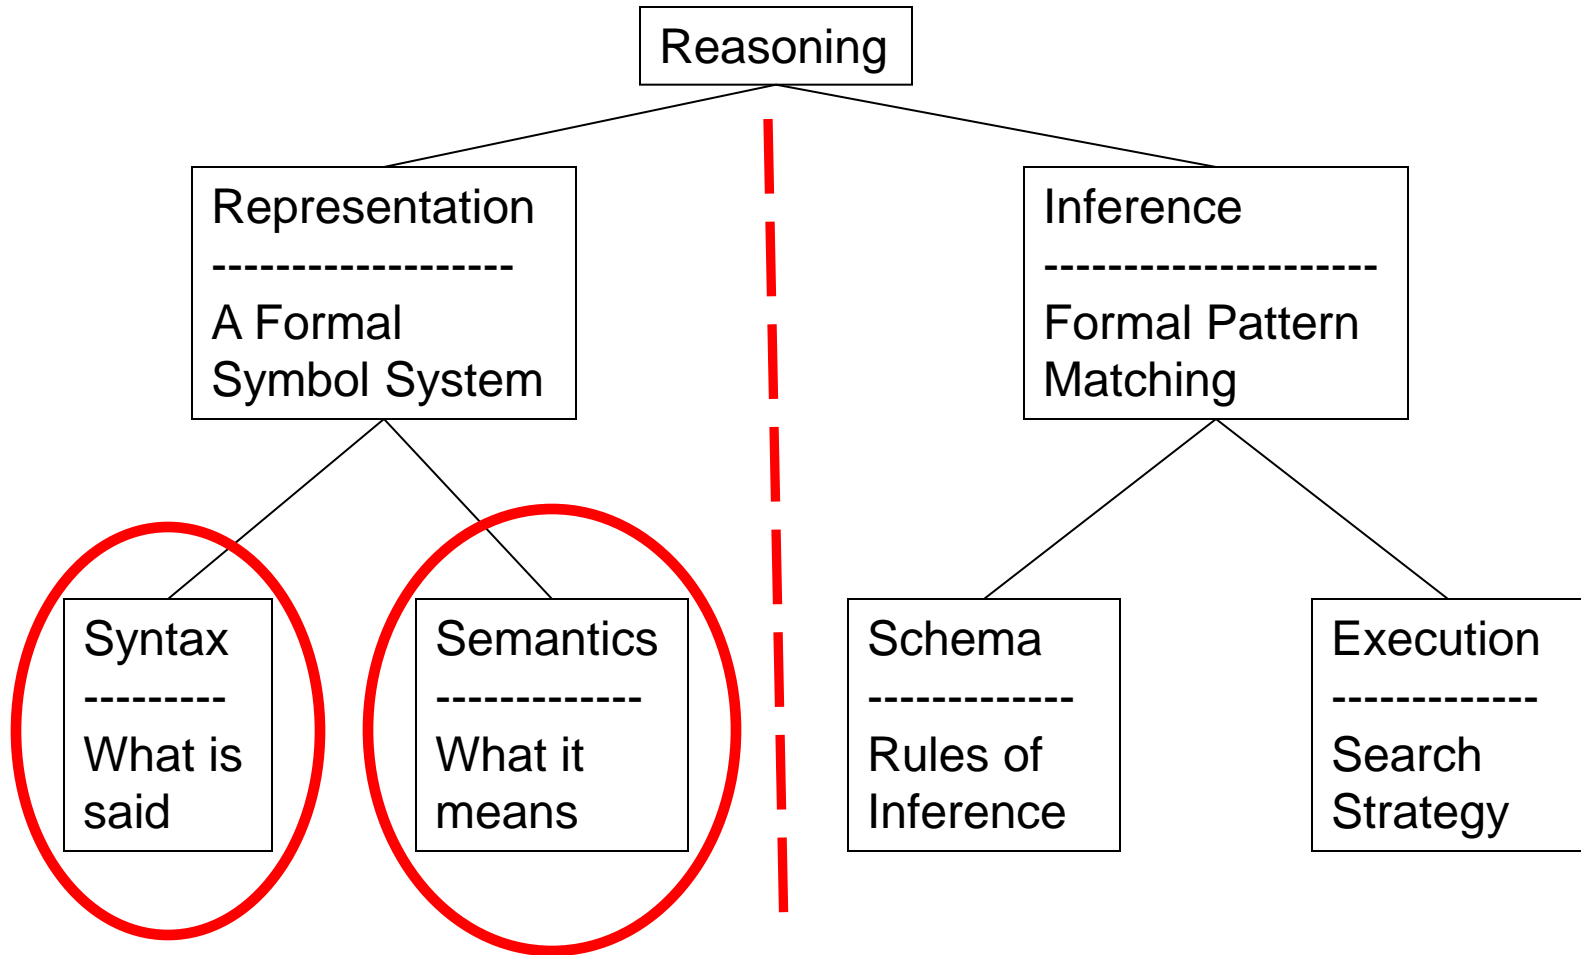 Reasoning
Representation
-------------------
A Formal
Symbol System
Inference
---------------------
Formal Pattern
Matching
Syntax
---------
What is
said
Semantics
-------------
What it
means
Schema
-------------
Rules of
Inference
Execution
-------------
Search
Strategy